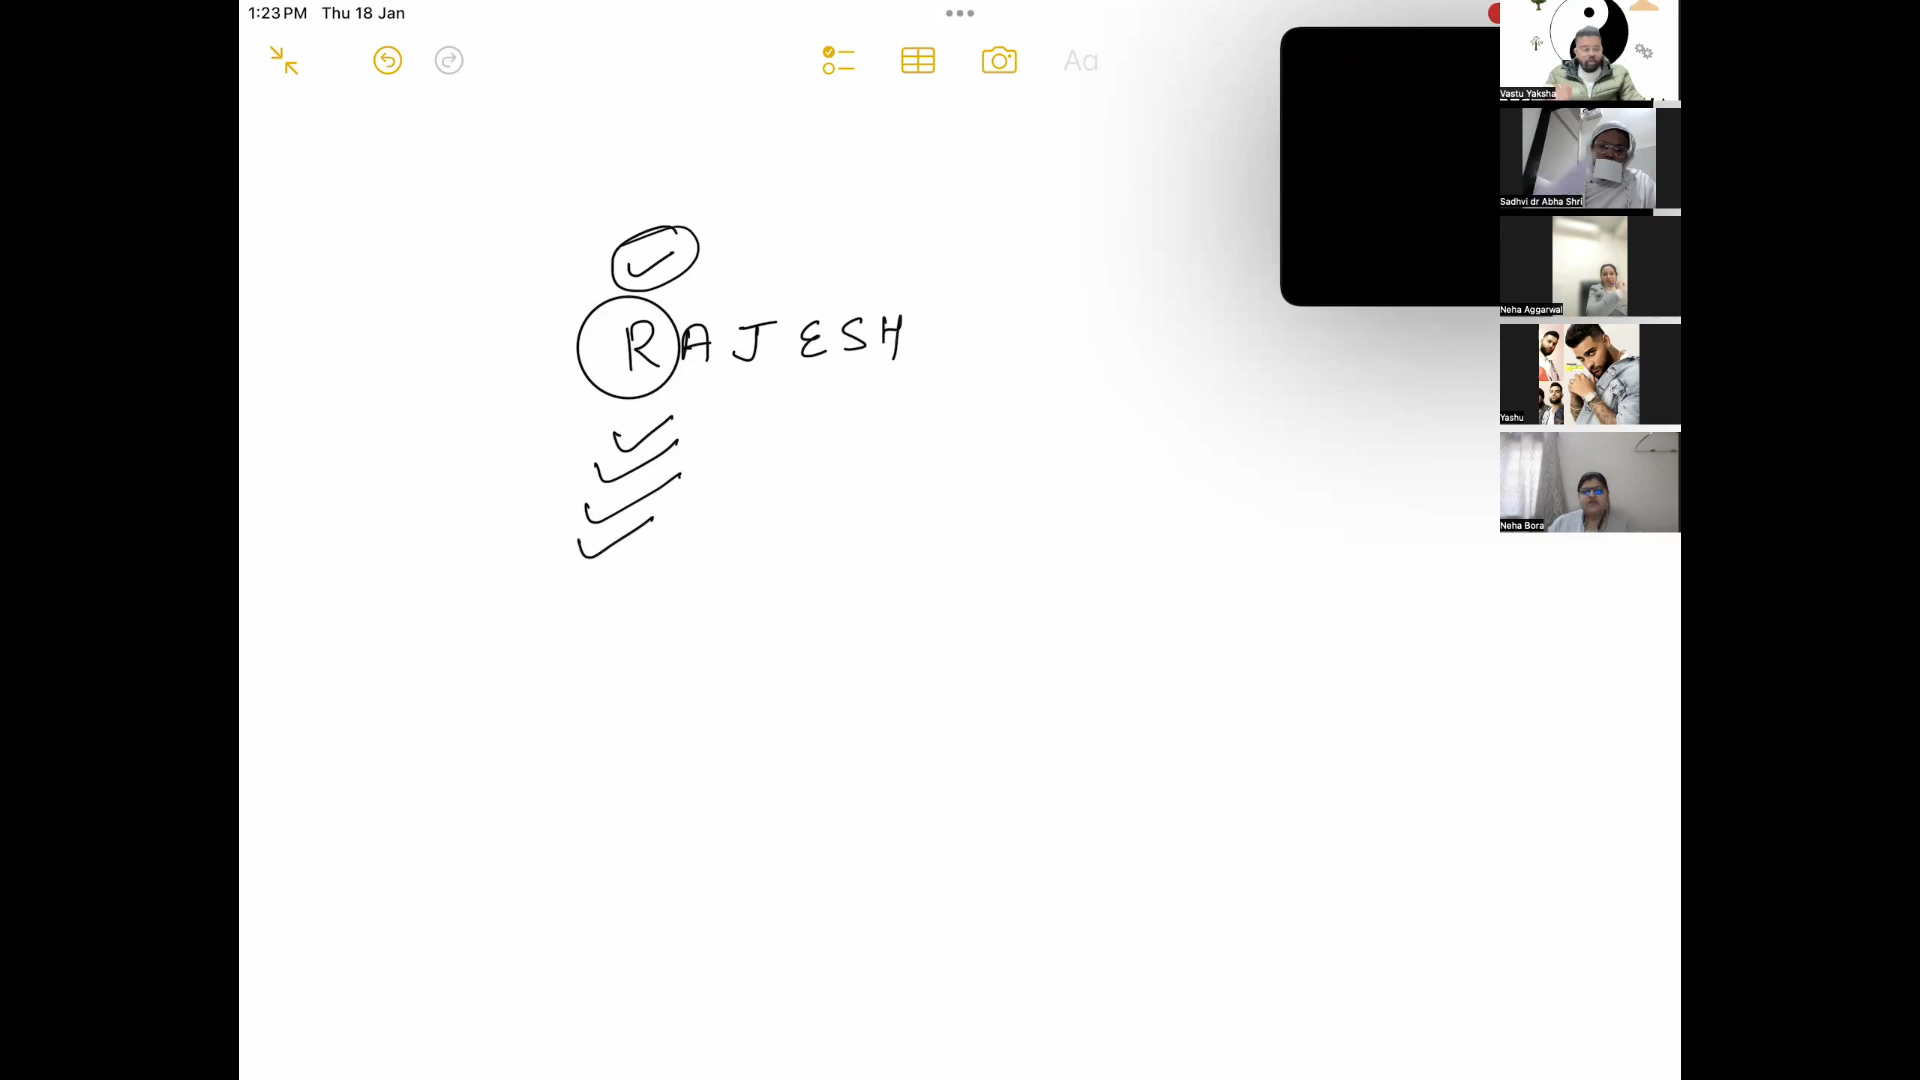 1:23 PM Thu 18 Jan
Aa
RAJESH
Vastu Yaksha
Sadhvi dr Abha Shri
Neha Aggarwal
Yashu
Neha Bora